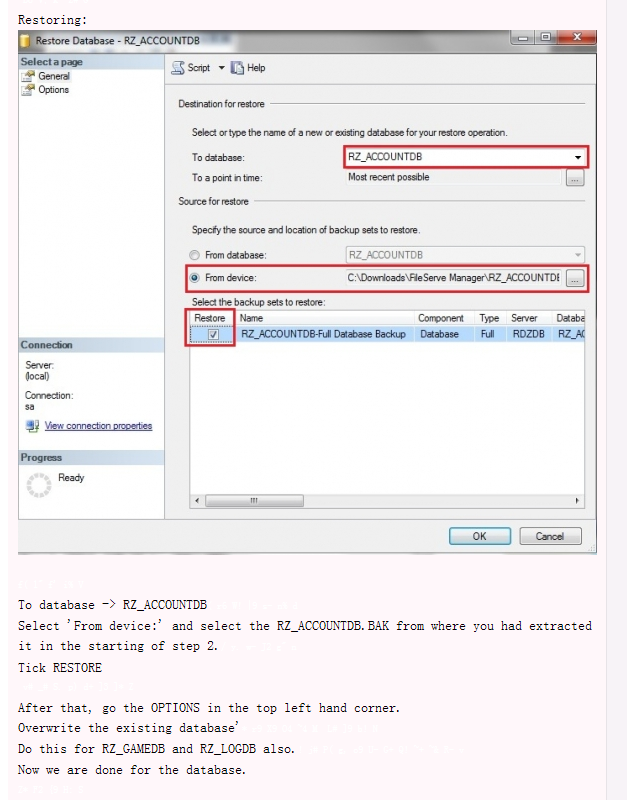 Restoring:
Restore Database - RZ_ACCOUNTDB
Select a page
General
Options
Script
Help
Destination for restore
Select or type the name of a new or existing database for your restore operation.
To database:
RZ_ACCOUNTDB
To a point in time:
Most recent possible
...
Source for restore
Specify the source and location of backup sets to restore.
From database:
RZ_ACCOUNTDB
From device:
C:\Downloads\FileServe Manager\RZ_ACCOUNTDE
...
Select the backup sets to restore:
Restore Name Component Type Server Databa
RZ_ACCOUNTDB-Full Database Backup Database Full RDZDB RZ_AC
Connection
Server:
(local)
Connection:
sa
View connection properties
Progress
Ready
OK
Cancel
To database -> RZ_ACCOUNTDB
Select 'From device:' and select the RZ_ACCOUNTDB.BAK from where you had extracted
it in the starting of step 2.
Tick RESTORE
After that, go the OPTIONS in the top left hand corner.
Overwrite the existing database'
Do this for RZ_GAMEDB and RZ_LOGDB also.
Now we are done for the database.